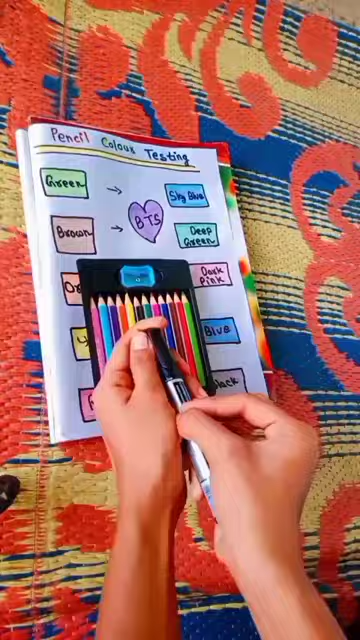 Pencil Colour Testing
Green → Sky Blue
Brown → BTS Deep Green
Dark Pink
Blue